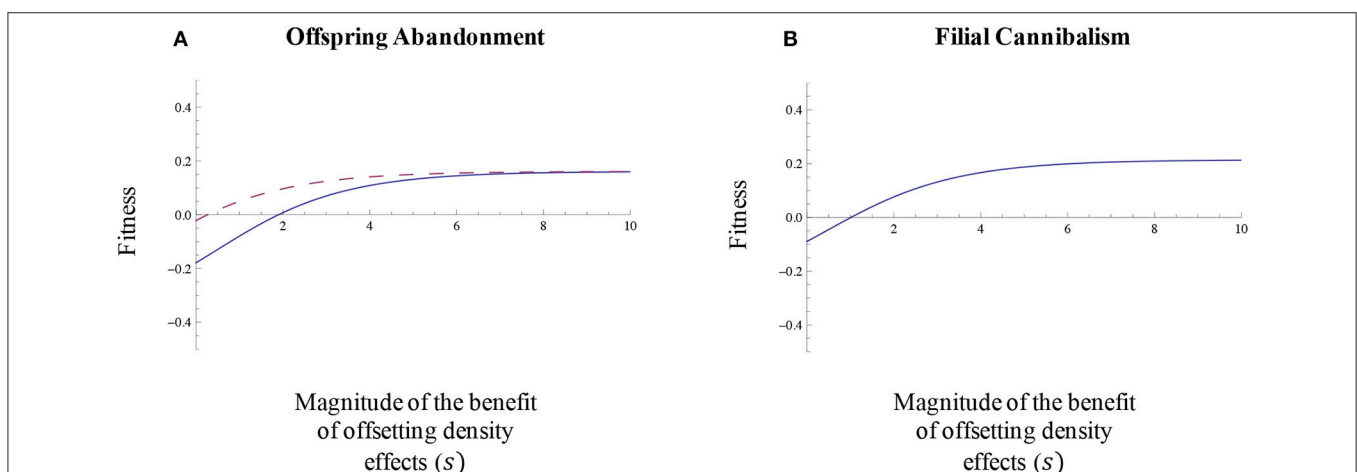 A Offspring Abandonment
0.4
0.2
0.0
2 4 6 8 10
−0.2
−0.4
Fitness
Magnitude of the benefit
of offsetting density
effects (s)
B Filial Cannibalism
0.4
0.2
0.0
2 4 6 8 10
−0.2
−0.4
Fitness
Magnitude of the benefit
of offsetting density
effects (s)